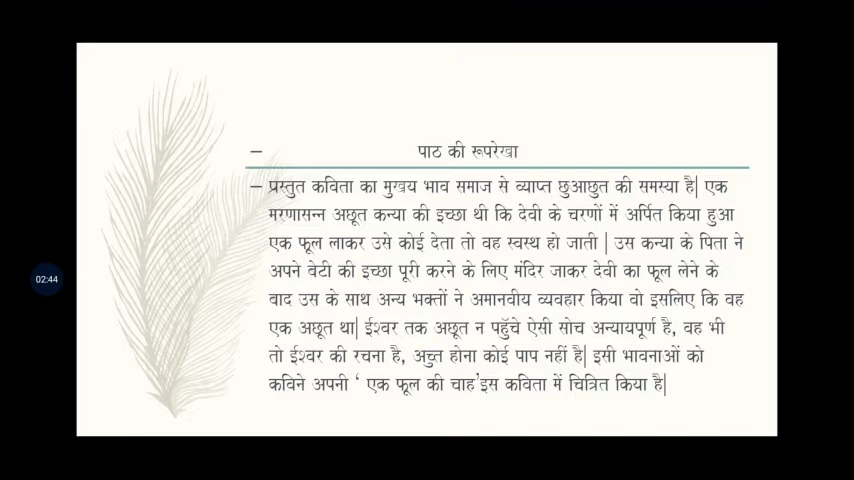 02:44
– पाठ की रूपरेखा
– प्रस्तुत कविता का मुखय भाव समाज से व्याप्त छुआछुत की समस्या है| एक
मरणासन्न अछूत कन्या की इच्छा थी कि देवी के चरणों में अर्पित किया हुआ
एक फूल लाकर उसे कोई देता तो वह स्वस्थ हो जाती | उस कन्या के पिता ने
अपने बेटी की इच्छा पूरी करने के लिए मंदिर जाकर देवी का फूल लेने के
बाद उस के साथ अन्य भक्तों ने अमानवीय व्यवहार किया वो इसलिए कि वह
एक अछूत था| ईश्वर तक अछूत न पहुँचे ऐसी सोच अन्यायपूर्ण है, वह भी
तो ईश्वर की रचना है, अचुत होना कोई पाप नहीं है| इसी भावनाओं को
कविने अपनी ' एक फूल की चाह'इस कविता में चित्रित किया है|